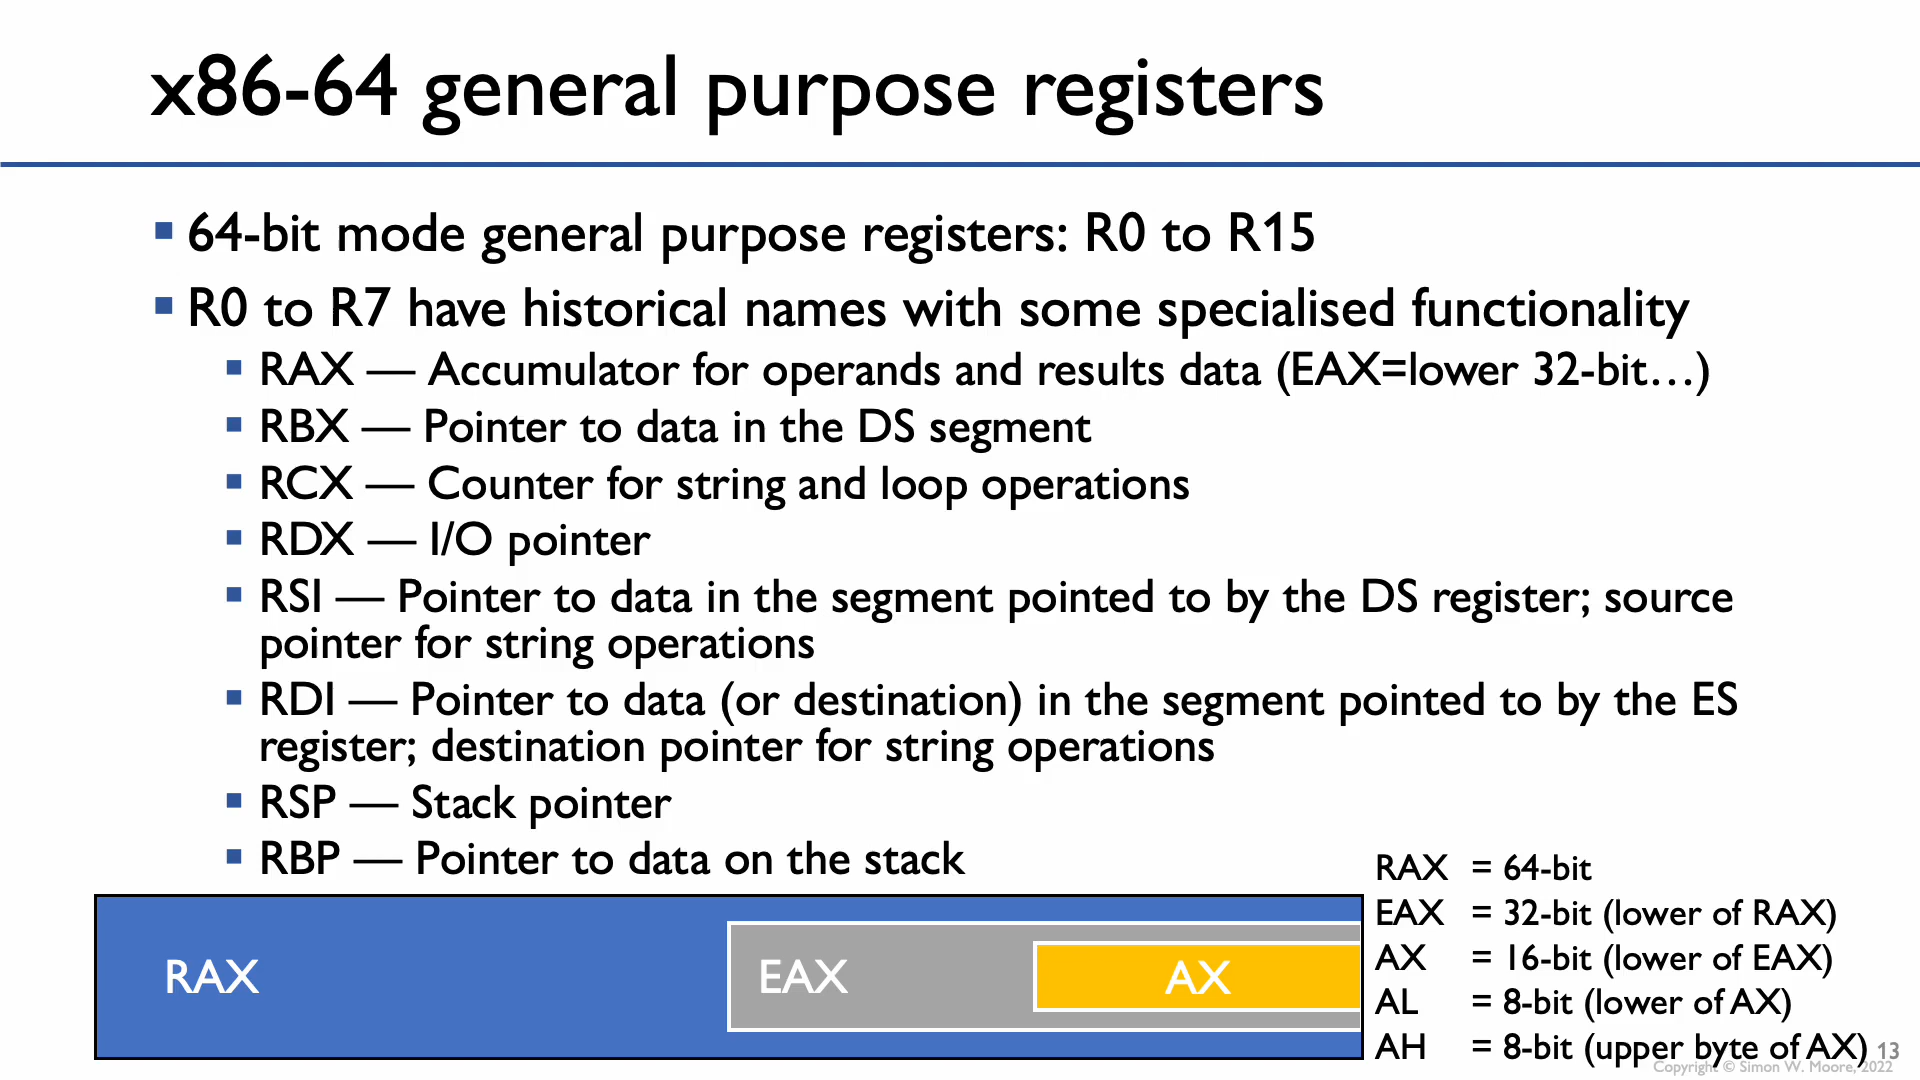 x86-64 general purpose registers
64-bit mode general purpose registers: R0 to R15
R0 to R7 have historical names with some specialised functionality
RAX — Accumulator for operands and results data (EAX=lower 32-bit…)
RBX — Pointer to data in the DS segment
RCX — Counter for string and loop operations
RDX — I/O pointer
RSI — Pointer to data in the segment pointed to by the DS register; source
pointer for string operations
RDI — Pointer to data (or destination) in the segment pointed to by the ES
register; destination pointer for string operations
RSP — Stack pointer
RBP — Pointer to data on the stack
RAX EAX AX
RAX = 64-bit
EAX = 32-bit (lower of RAX)
AX = 16-bit (lower of EAX)
AL = 8-bit (lower of AX)
AH = 8-bit (upper byte of AX)
13
Copyright © Simon W. Moore, 2022